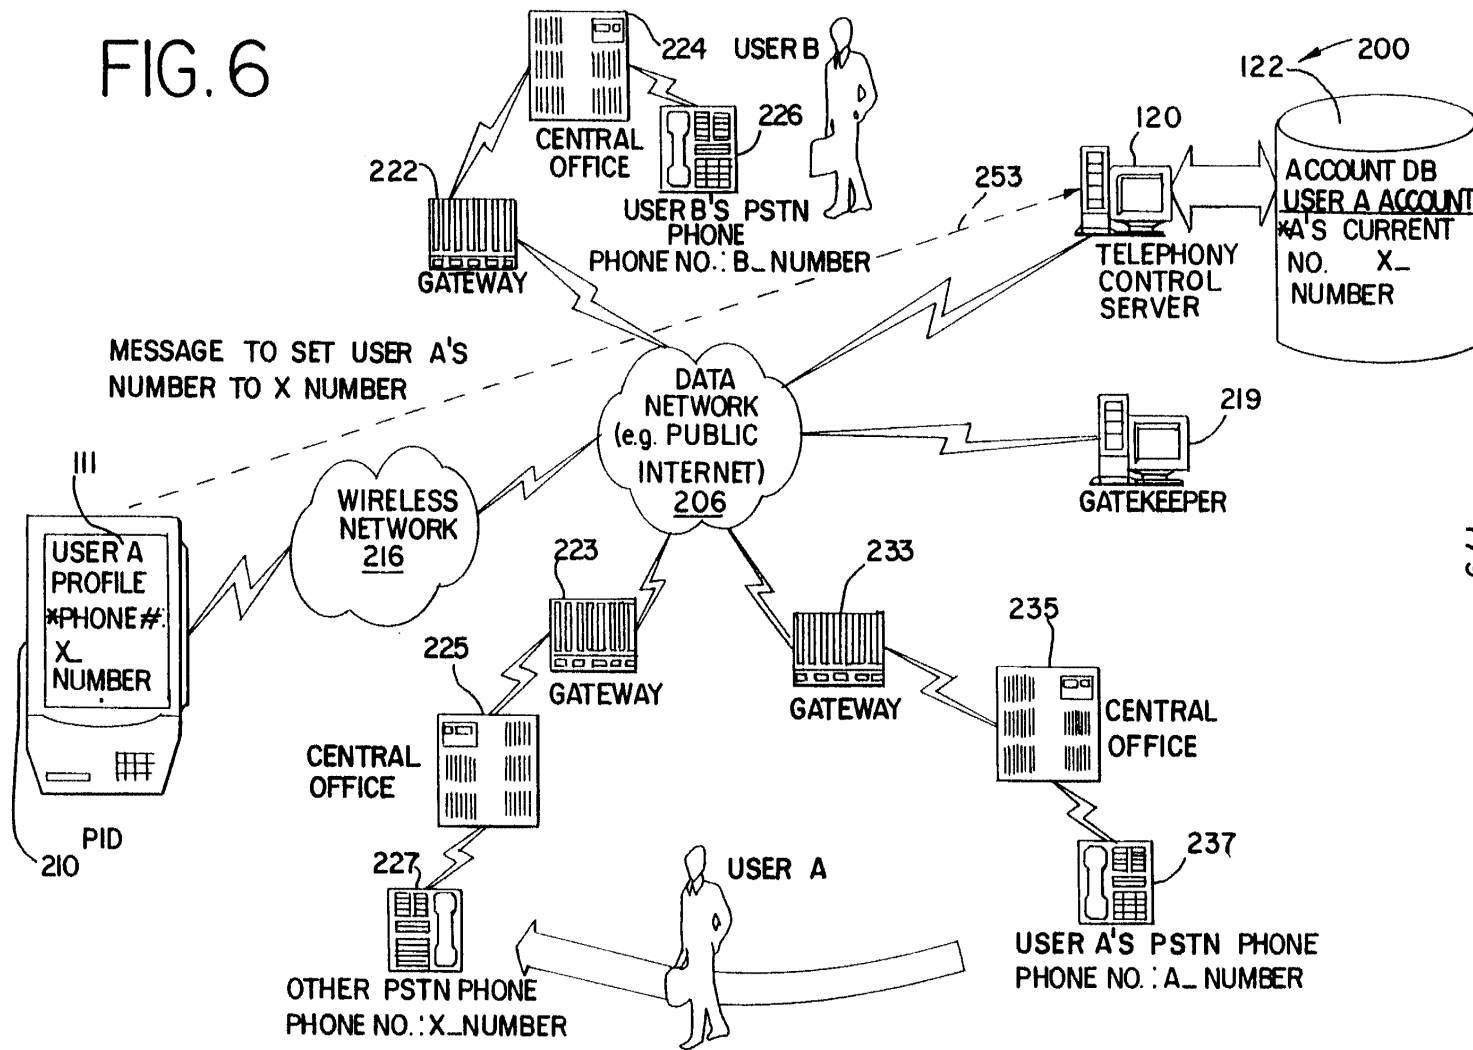 FIG. 6
224
USER B
200
122
CENTRAL
OFFICE
226
120
222
253
ACCOUNT DB
USER A ACCOUNT
*A'S CURRENT
NO. X_
NUMBER
USER B'S PSTN
PHONE
PHONE NO.: B_NUMBER
GATEWAY
TELEPHONY
CONTROL
SERVER
MESSAGE TO SET USER A'S
NUMBER TO X NUMBER
DATA
NETWORK
(e.g. PUBLIC
INTERNET)
206
219
GATEKEEPER
111
WIRELESS
NETWORK
216
USER A
PROFILE
*PHONE#:
X_
NUMBER
223
GATEWAY
233
GATEWAY
225
CENTRAL
OFFICE
235
CENTRAL
OFFICE
PID
210
227
USER A
237
OTHER PSTN PHONE
PHONE NO.: X_NUMBER
USER A'S PSTN PHONE
PHONE NO.: A_NUMBER